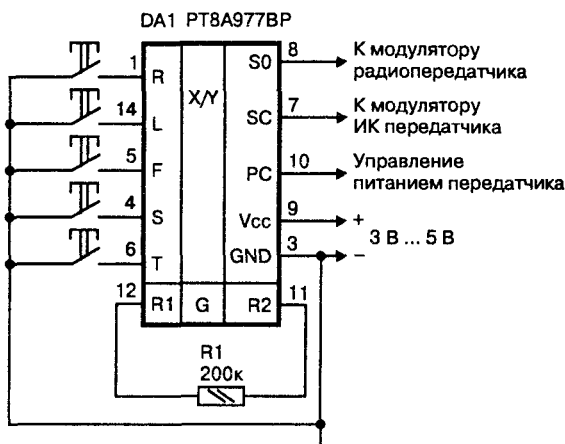 DA1 PT8A977BP
1 R
14 L
5 F
4 S
6 T
12 R1
X/Y
G
S0 8 К модулятору
радиопередатчика
SC 7 К модулятору
ИК передатчика
PC 10 Управление
питанием передатчика
Vcc 9 +
3 В ... 5 В
GND 3 –
R2 11
R1
200к